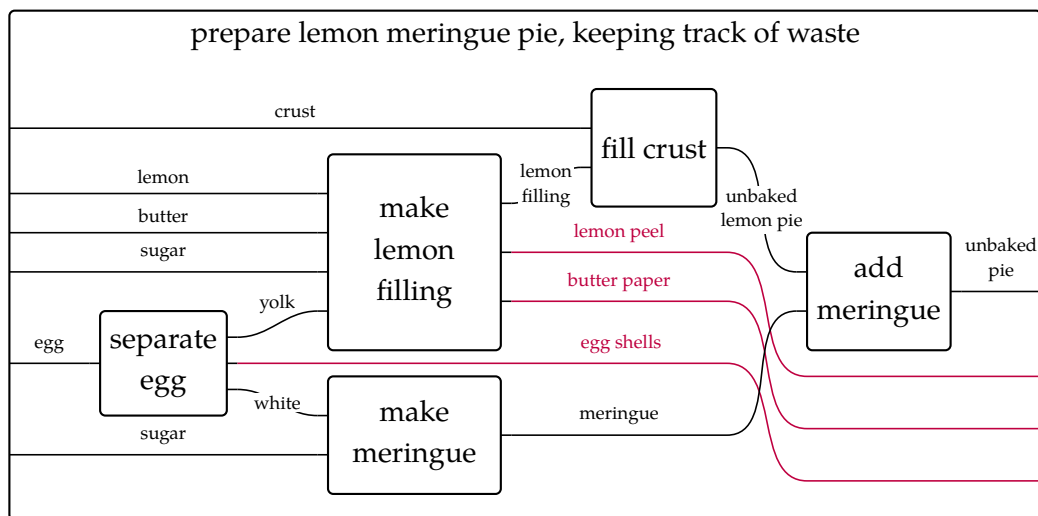 prepare lemon meringue pie, keeping track of waste
crust
fill crust
lemon
filling
lemon
butter
sugar
make
lemon
filling
unbaked
lemon pie
lemon peel
butter paper
add
meringue
unbaked
pie
yolk
egg
separate
egg
egg shells
white
sugar
make
meringue
meringue